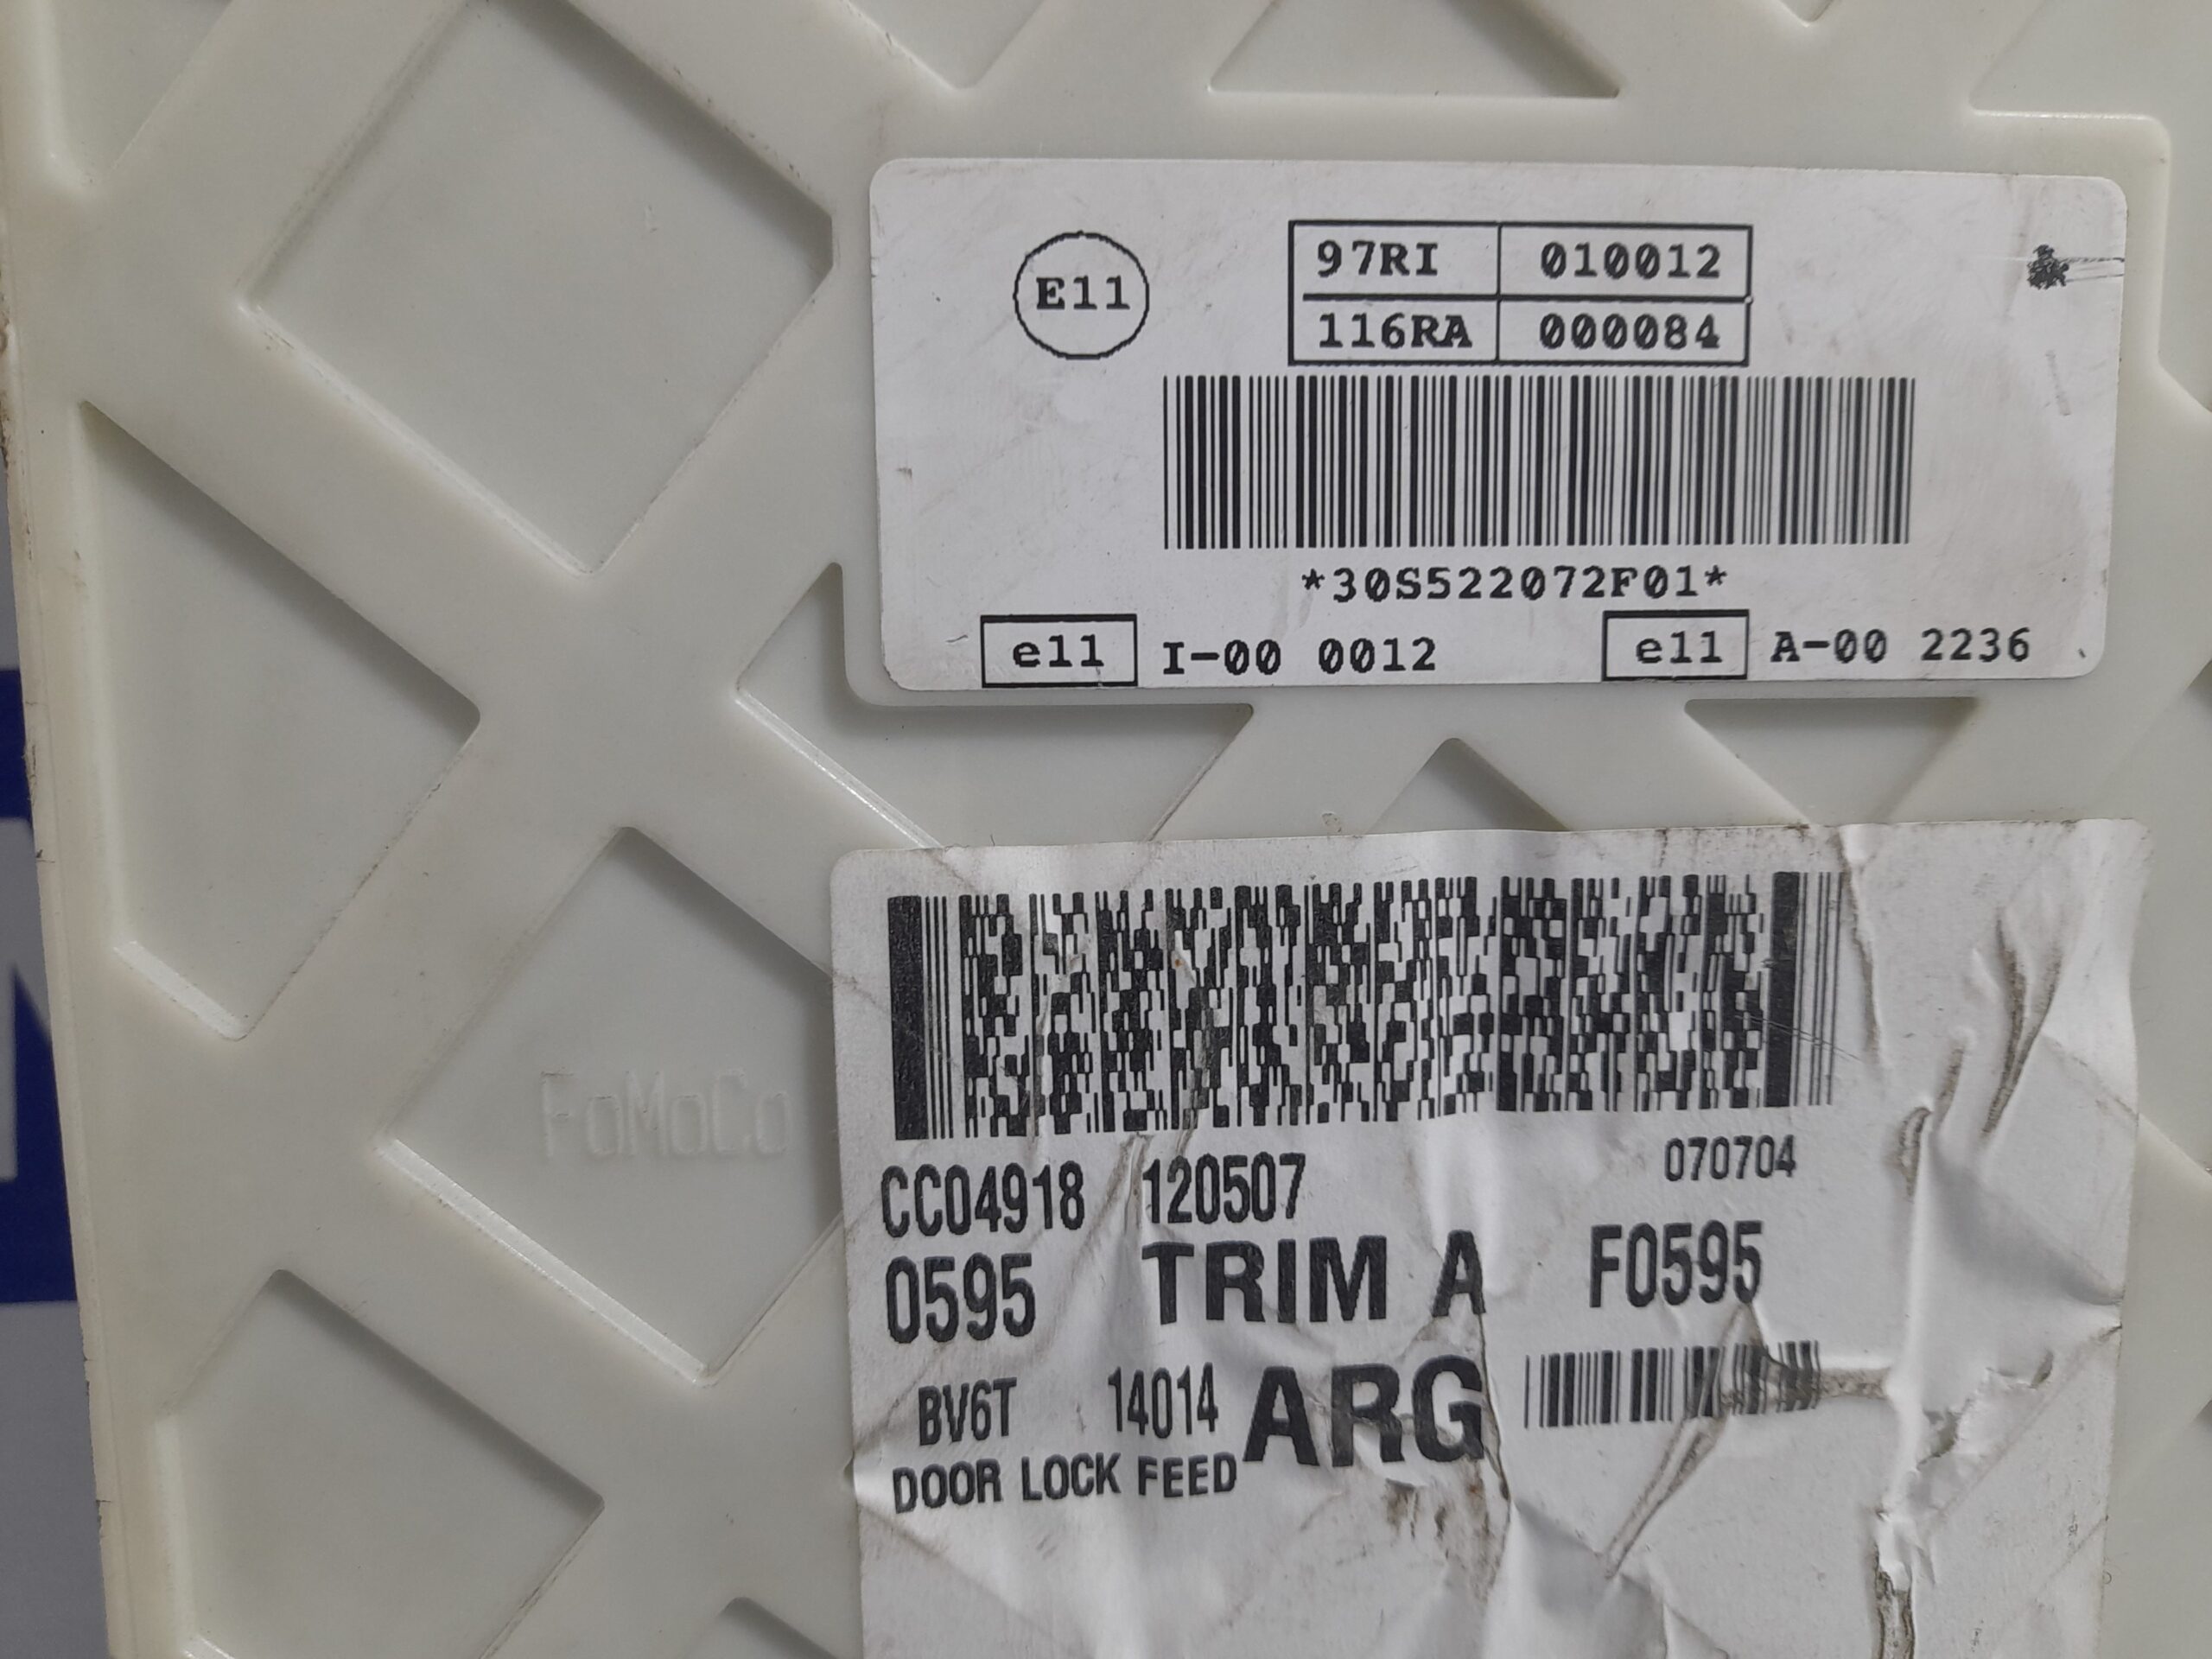 E11
97RI 010012
116RA 000084
*30S522072F01*
e11 I-00 0012 e11 A-00 2236
FoMoCo
CC04918 120507 070704
0595 TRIM A F0595
BV6T 14014 ARG
DOOR LOCK FEED